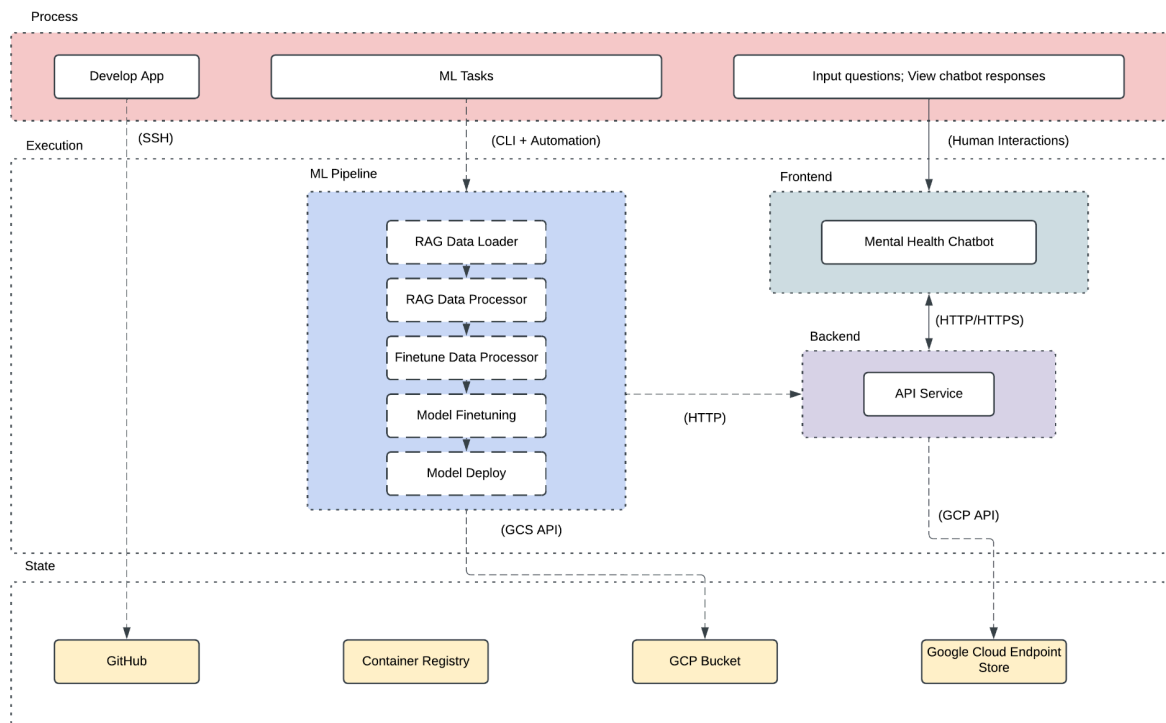 Process
Develop App
ML Tasks
Input questions; View chatbot responses
(SSH)
(CLI + Automation)
(Human Interactions)
Execution
ML Pipeline
Frontend
RAG Data Loader
Mental Health Chatbot
RAG Data Processor
(HTTP/HTTPS)
Backend
Finetune Data Processor
API Service
Model Finetuning
(HTTP)
Model Deploy
(GCS API)
(GCP API)
State
GitHub
Container Registry
GCP Bucket
Google Cloud Endpoint
Store